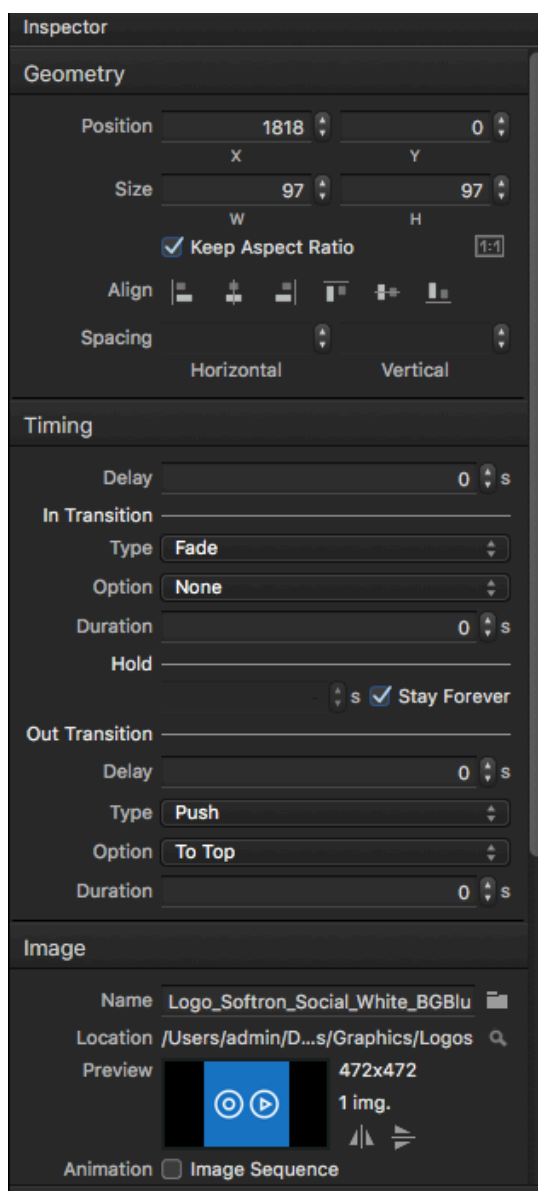 Inspector
Geometry
Position 1818 0
X Y
Size 97 97
W H
Keep Aspect Ratio 1:1
Align
Spacing
Horizontal Vertical
Timing
Delay 0 s
In Transition
Type Fade
Option None
Duration 0 s
Hold
- s Stay Forever
Out Transition
Delay 0 s
Type Push
Option To Top
Duration 0 s
Image
Name Logo_Softron_Social_White_BGBlu
Location /Users/admin/D...s/Graphics/Logos
Preview 472x472
1 img.
Animation Image Sequence